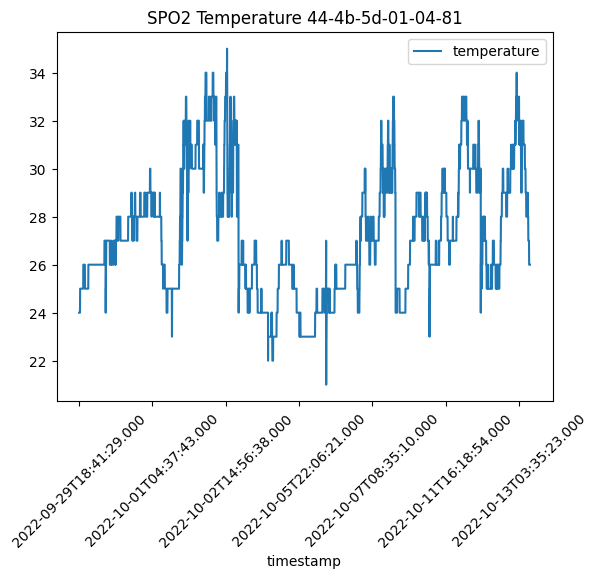 SPO2 Temperature 44-4b-5d-01-04-81
temperature
34
32
30
28
26
24
22
2022-09-29T18:41:29.000
2022-10-01T04:37:43.000
2022-10-02T14:56:38.000
2022-10-05T22:06:21.000
2022-10-07T08:35:10.000
2022-10-11T16:18:54.000
2022-10-13T03:35:23.000
timestamp